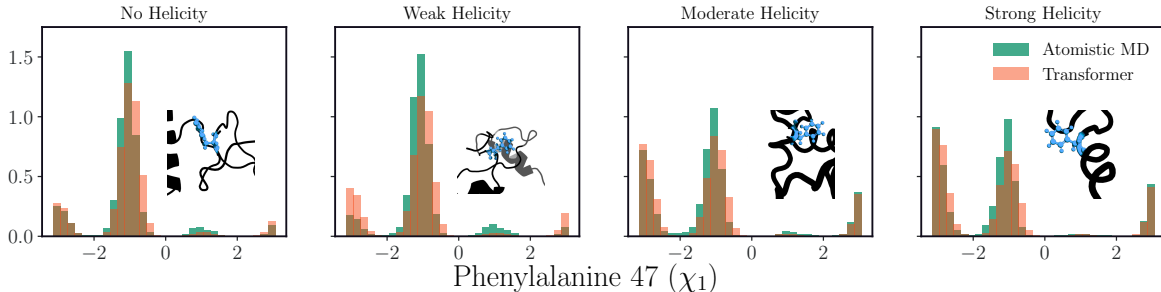 No Helicity
Weak Helicity
Moderate Helicity
Strong Helicity
1.5
1.0
0.5
0.0
Atomistic MD
Transformer
−2 0 2
−2 0 2
−2 0 2
−2 0 2
Phenylalanine 47 (χ₁)